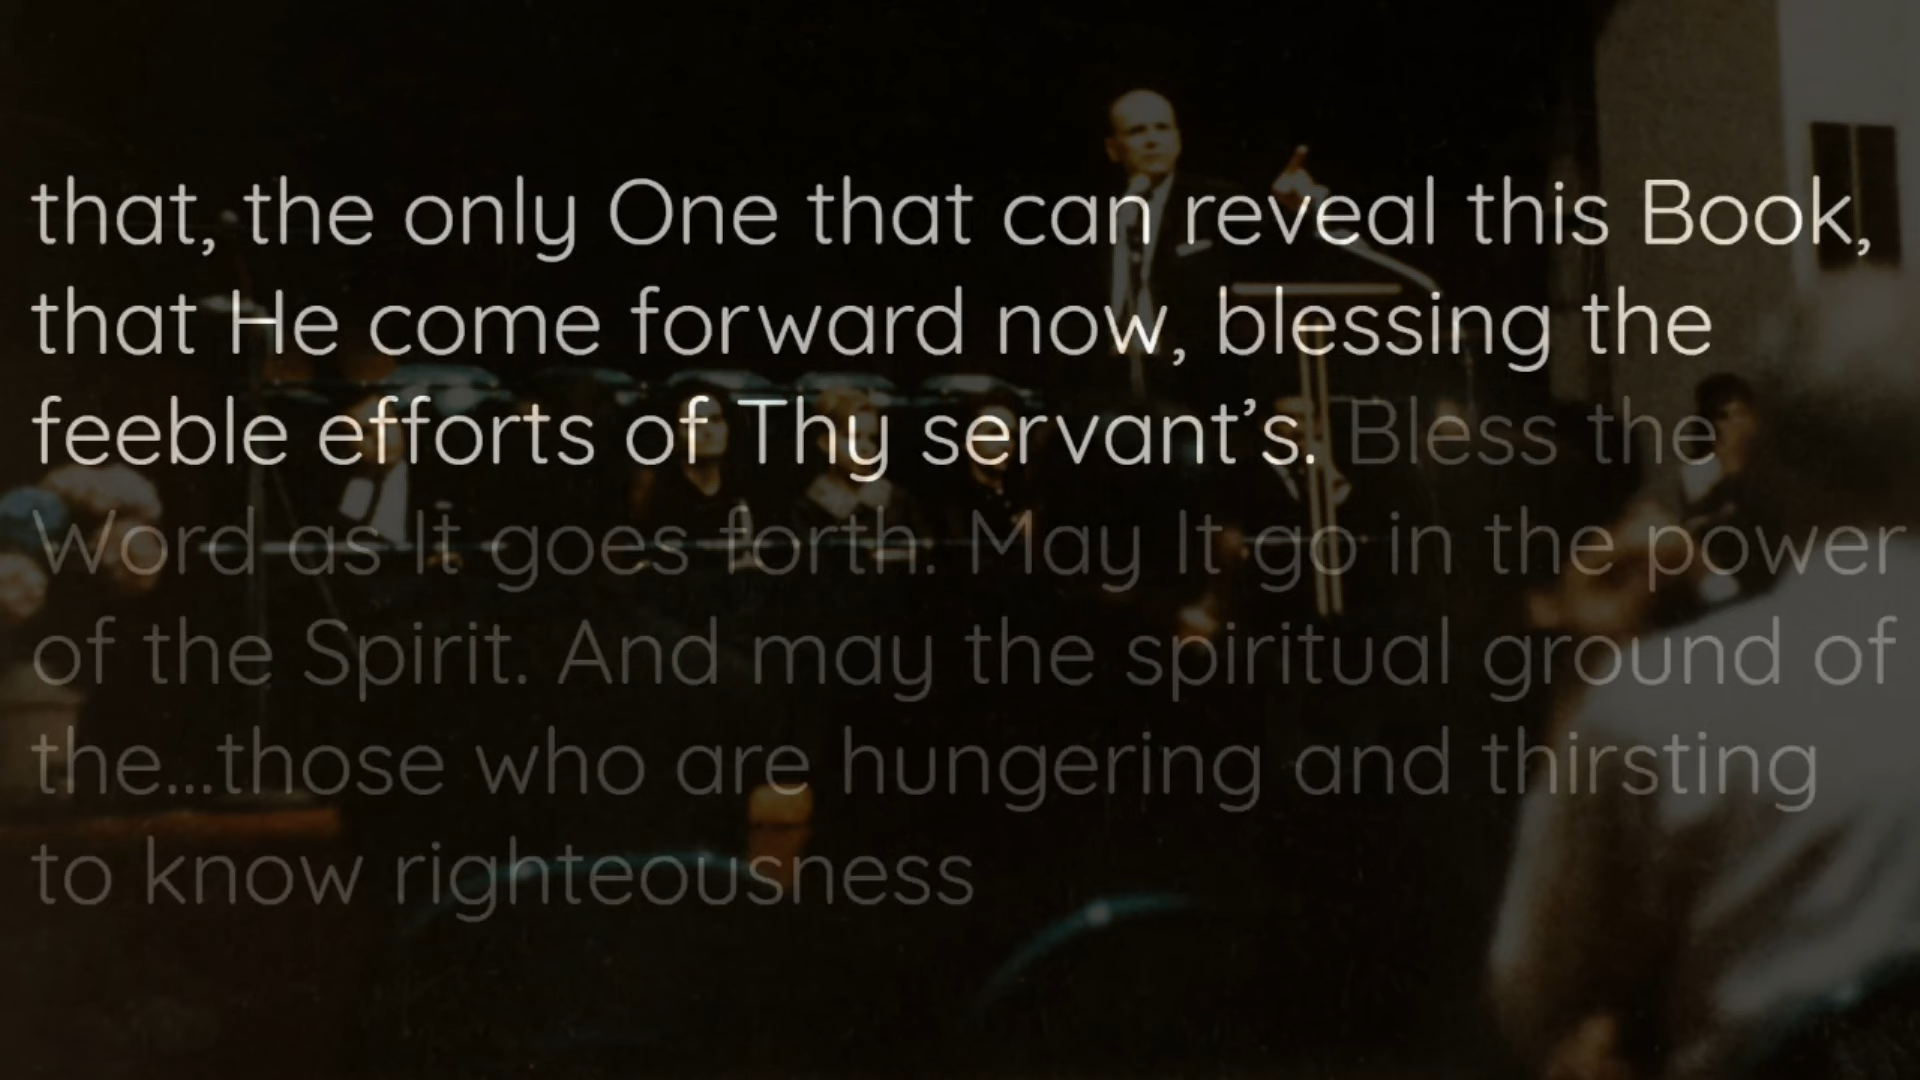 that, the only One that can reveal this Book,
that He come forward now, blessing the
feeble efforts of Thy servant’s. Bless the
Word as It goes forth. May It go in the power
of the Spirit. And may the spiritual ground of
the...those who are hungering and thirsting
to know righteousness